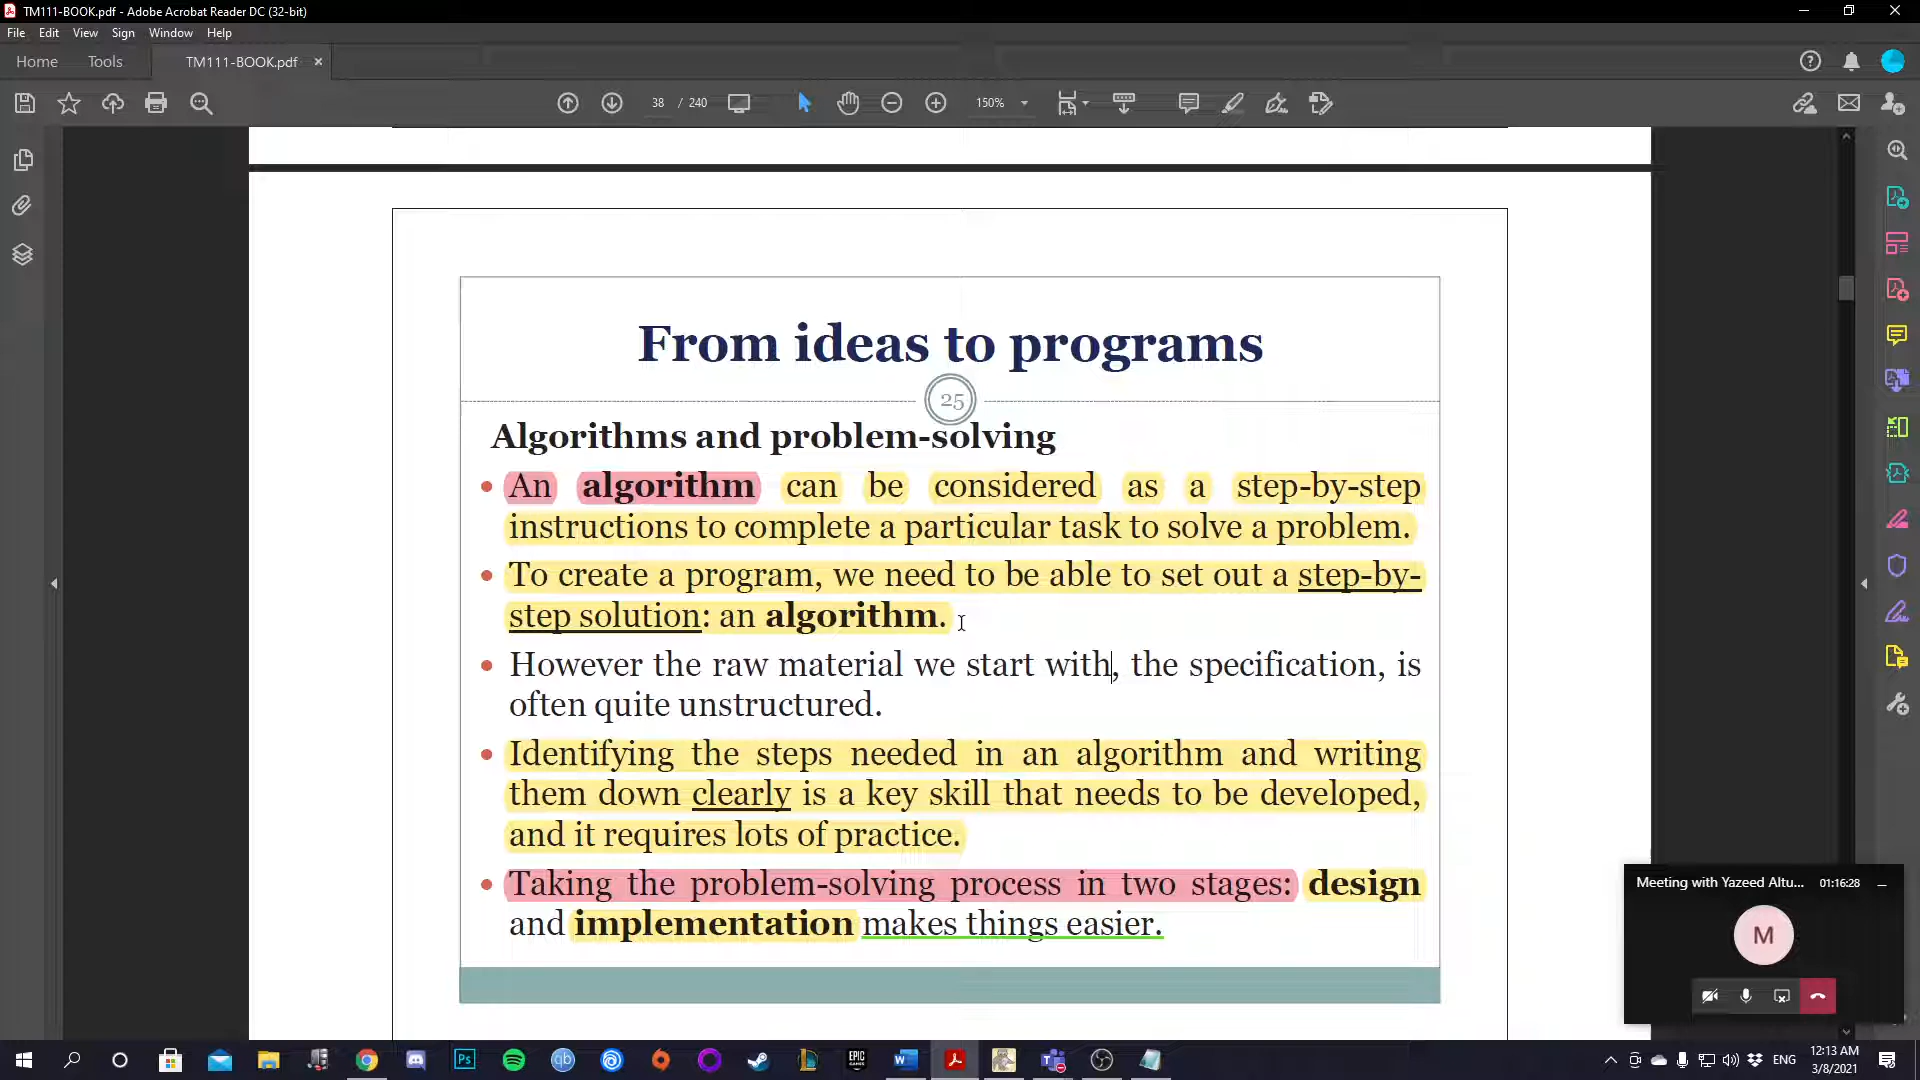 TM111-BOOK.pdf - Adobe Acrobat Reader DC (32-bit)
File Edit View Sign Window Help
Home Tools TM111-BOOK.pdf ×
38 / 240 150%
From ideas to programs
25
Algorithms and problem-solving
• An algorithm can be considered as a step-by-step
instructions to complete a particular task to solve a problem.
• To create a program, we need to be able to set out a step-by-
step solution: an algorithm.
• However the raw material we start with, the specification, is
often quite unstructured.
• Identifying the steps needed in an algorithm and writing
them down clearly is a key skill that needs to be developed,
and it requires lots of practice.
• Taking the problem-solving process in two stages: design
and implementation makes things easier.
Meeting with Yazeed Altu... 01:16:28
M
Ps
qb
EPIC GAMES
ENG
12:13 AM
3/8/2021